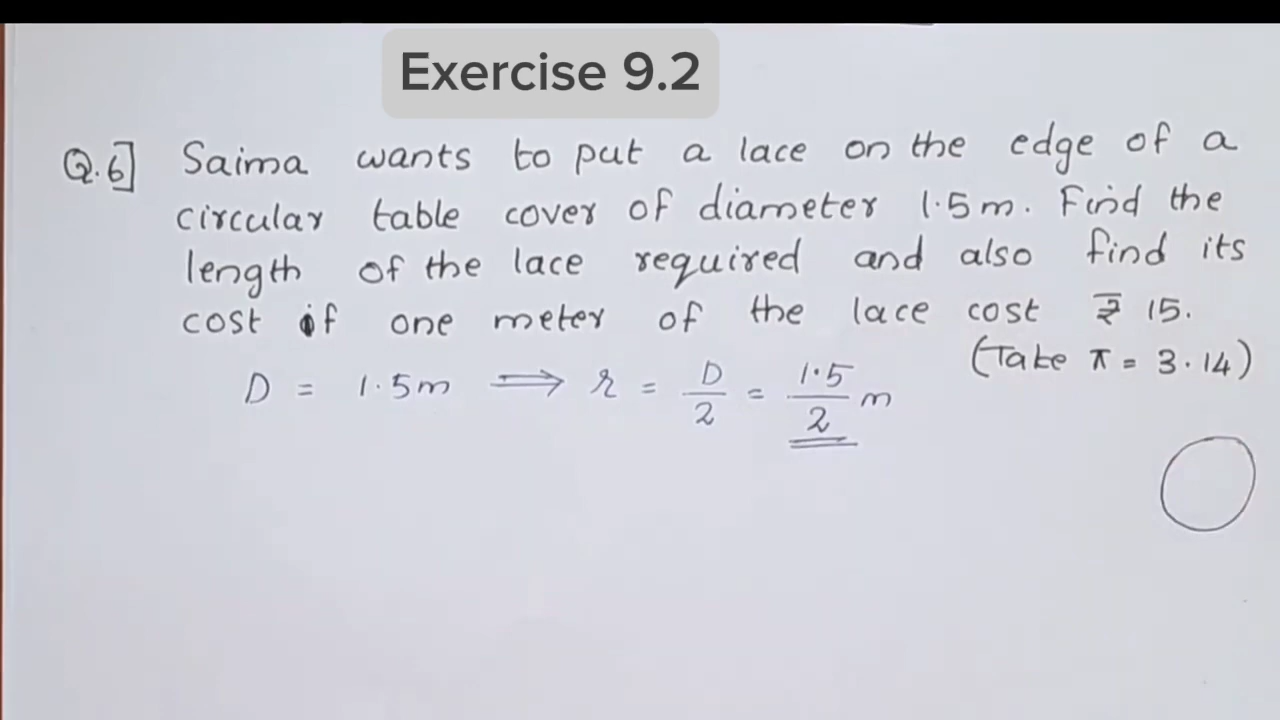 Exercise 9.2
Q.6] Saima wants to put a lace on the edge of a
circular table cover of diameter 1.5m. Find the
length of the lace required and also find its
cost if one meter of the lace cost ₹ 15.
(Take π = 3.14)
D = 1.5m ⟹ r = D/2 = 1.5/2 m